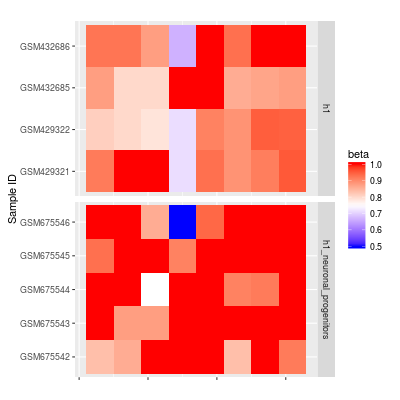 GSM432686
GSM432685
GSM429322
GSM429321
h1
GSM675546
GSM675545
GSM675544
GSM675543
GSM675542
h1_neuronal_progenitors
Sample ID
beta
1.0
0.9
0.8
0.7
0.6
0.5